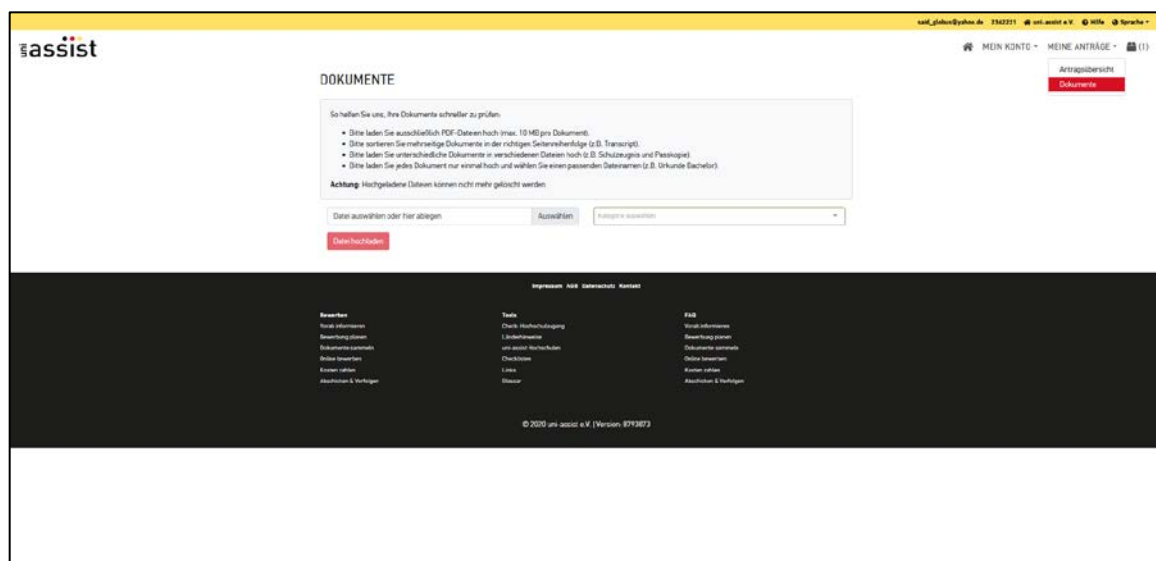 said_globus@yahoo.de 2362231 uni-assist e.V. Hilfe Sprache
uni assist
MEIN KONTO MEINE ANTRÄGE (1)
Antragsübersicht
Dokumente
DOKUMENTE
So helfen Sie uns, Ihre Dokumente schneller zu prüfen:
• Bitte laden Sie ausschließlich PDF-Dateien hoch (max. 10 MB pro Dokument).
• Bitte sortieren Sie mehrseitige Dokumente in der richtigen Seitenreihenfolge (z.B. Transcript).
• Bitte laden Sie unterschiedliche Dokumente in verschiedenen Dateien hoch (z.B. Schulzeugnis und Passkopie)
• Bitte laden Sie jedes Dokument nur einmal hoch und wählen Sie einen passenden Dateinamen (z.B. Urkunde Bachelor).
Achtung: Hochgeladene Dateien können nicht mehr gelöscht werden
Datei auswählen oder hier ablegen Auswählen Kategorie auswählen
Datei hochladen
Impressum AGB Datenschutz Kontakt
Bewerben
Vorab informieren
Bewerbung planen
Dokumente sammeln
Online bewerben
Kosten zahlen
Abschicken & Verfolgen
Tools
Check: Hochschulzugang
Länderhinweise
uni-assist Hochschulen
Checklisten
Links
Glossar
FAQ
Vorab informieren
Bewerbung planen
Dokumente sammeln
Online bewerben
Kosten zahlen
Abschicken & Verfolgen
© 2020 uni-assist e.V. | Version: 8793873